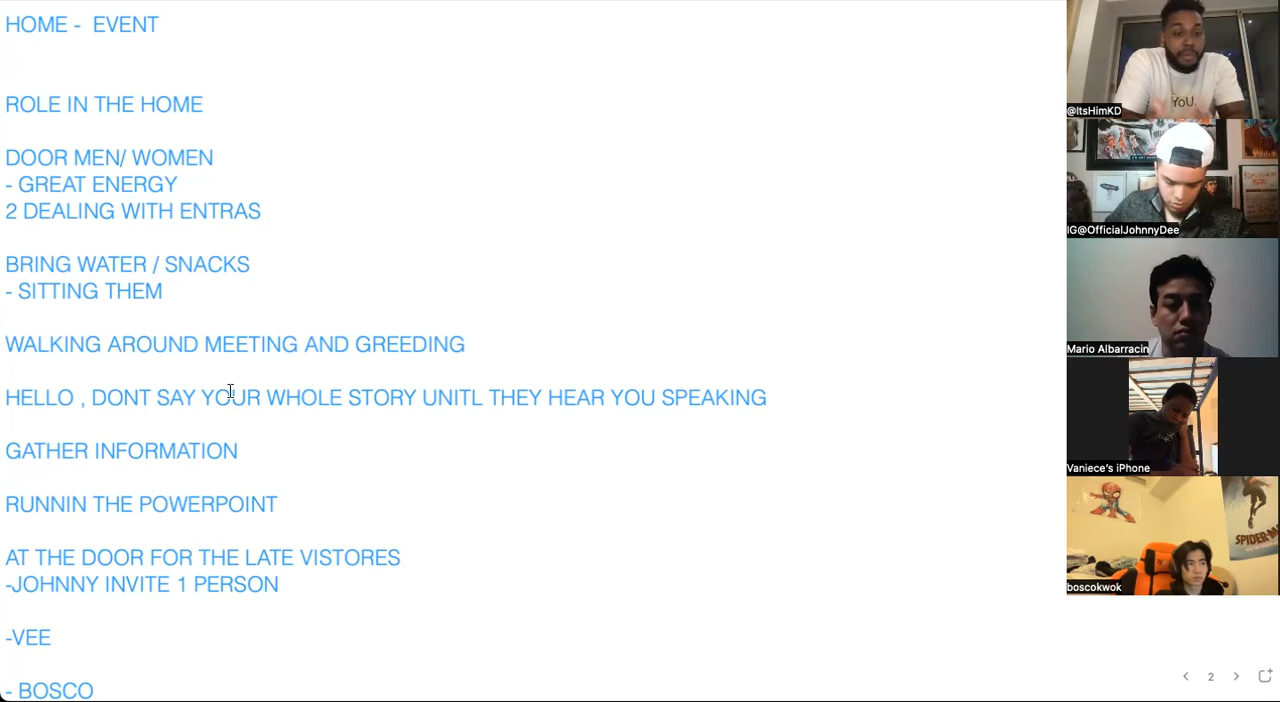 HOME -  EVENT
ROLE IN THE HOME
DOOR MEN/ WOMEN
- GREAT ENERGY
2 DEALING WITH ENTRAS
BRING WATER / SNACKS
- SITTING THEM
WALKING AROUND MEETING AND GREEDING
HELLO , DONT SAY YOUR WHOLE STORY UNITL THEY HEAR YOU SPEAKING
GATHER INFORMATION
RUNNIN THE POWERPOINT
AT THE DOOR FOR THE LATE VISTORES
-JOHNNY INVITE 1 PERSON
-VEE
- BOSCO
YoU.
@ItsHimKD
IG@OfficialJohnnyDee
Mario Albarracin
Vaniece's iPhone
SPIDER-M
boscokwok
2